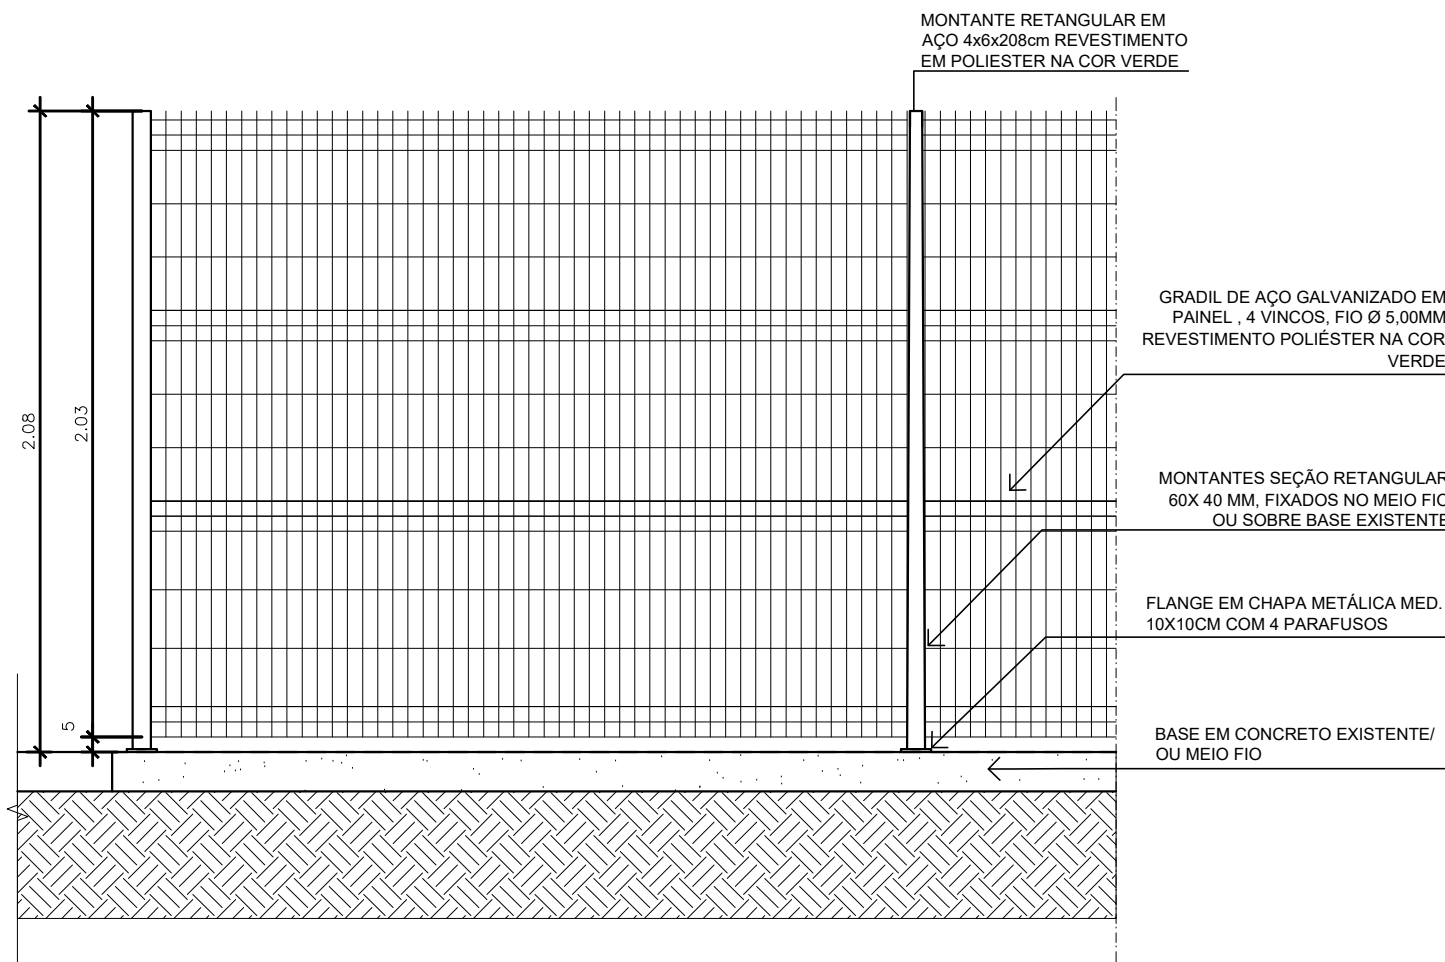 MONTANTE RETANGULAR EM
AÇO 4x6x208cm REVESTIMENTO
EM POLIESTER NA COR VERDE
GRADIL DE AÇO GALVANIZADO EM
PAINEL , 4 VINCOS, FIO Ø 5,00MM
REVESTIMENTO POLIÉSTER NA COR
VERDE
2.08
2.03
MONTANTES SEÇÃO RETANGULAR
60X 40 MM, FIXADOS NO MEIO FIO
OU SOBRE BASE EXISTENTE
FLANGE EM CHAPA METÁLICA MED.
10X10CM COM 4 PARAFUSOS
5
BASE EM CONCRETO EXISTENTE/
OU MEIO FIO